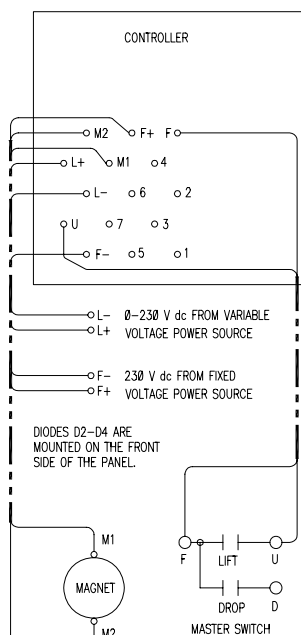 CONTROLLER
M2 F+ F
L+ M1 4
L- 6 2
U 7 3
F- 5 1
L- 0-230 V dc FROM VARIABLE
L+ VOLTAGE POWER SOURCE
F- 230 V dc FROM FIXED
F+ VOLTAGE POWER SOURCE
DIODES D2-D4 ARE
MOUNTED ON THE FRONT
SIDE OF THE PANEL.
M1
MAGNET
M2
F LIFT U
DROP D
MASTER SWITCH